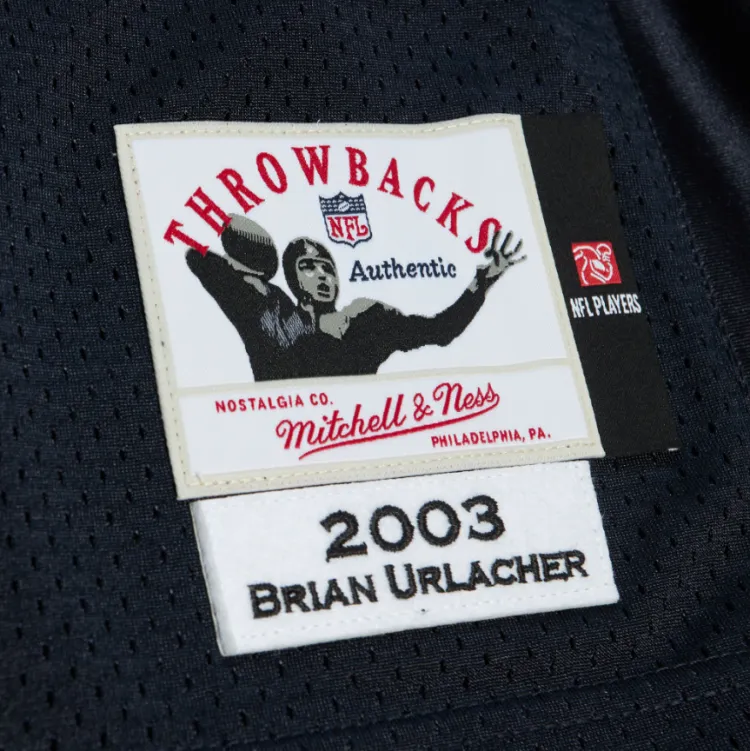 THROWBACKS
NFL
Authentic
NFL PLAYERS
NOSTALGIA CO.
Mitchell & Ness
PHILADELPHIA, PA.
2003
BRIAN URLACHER